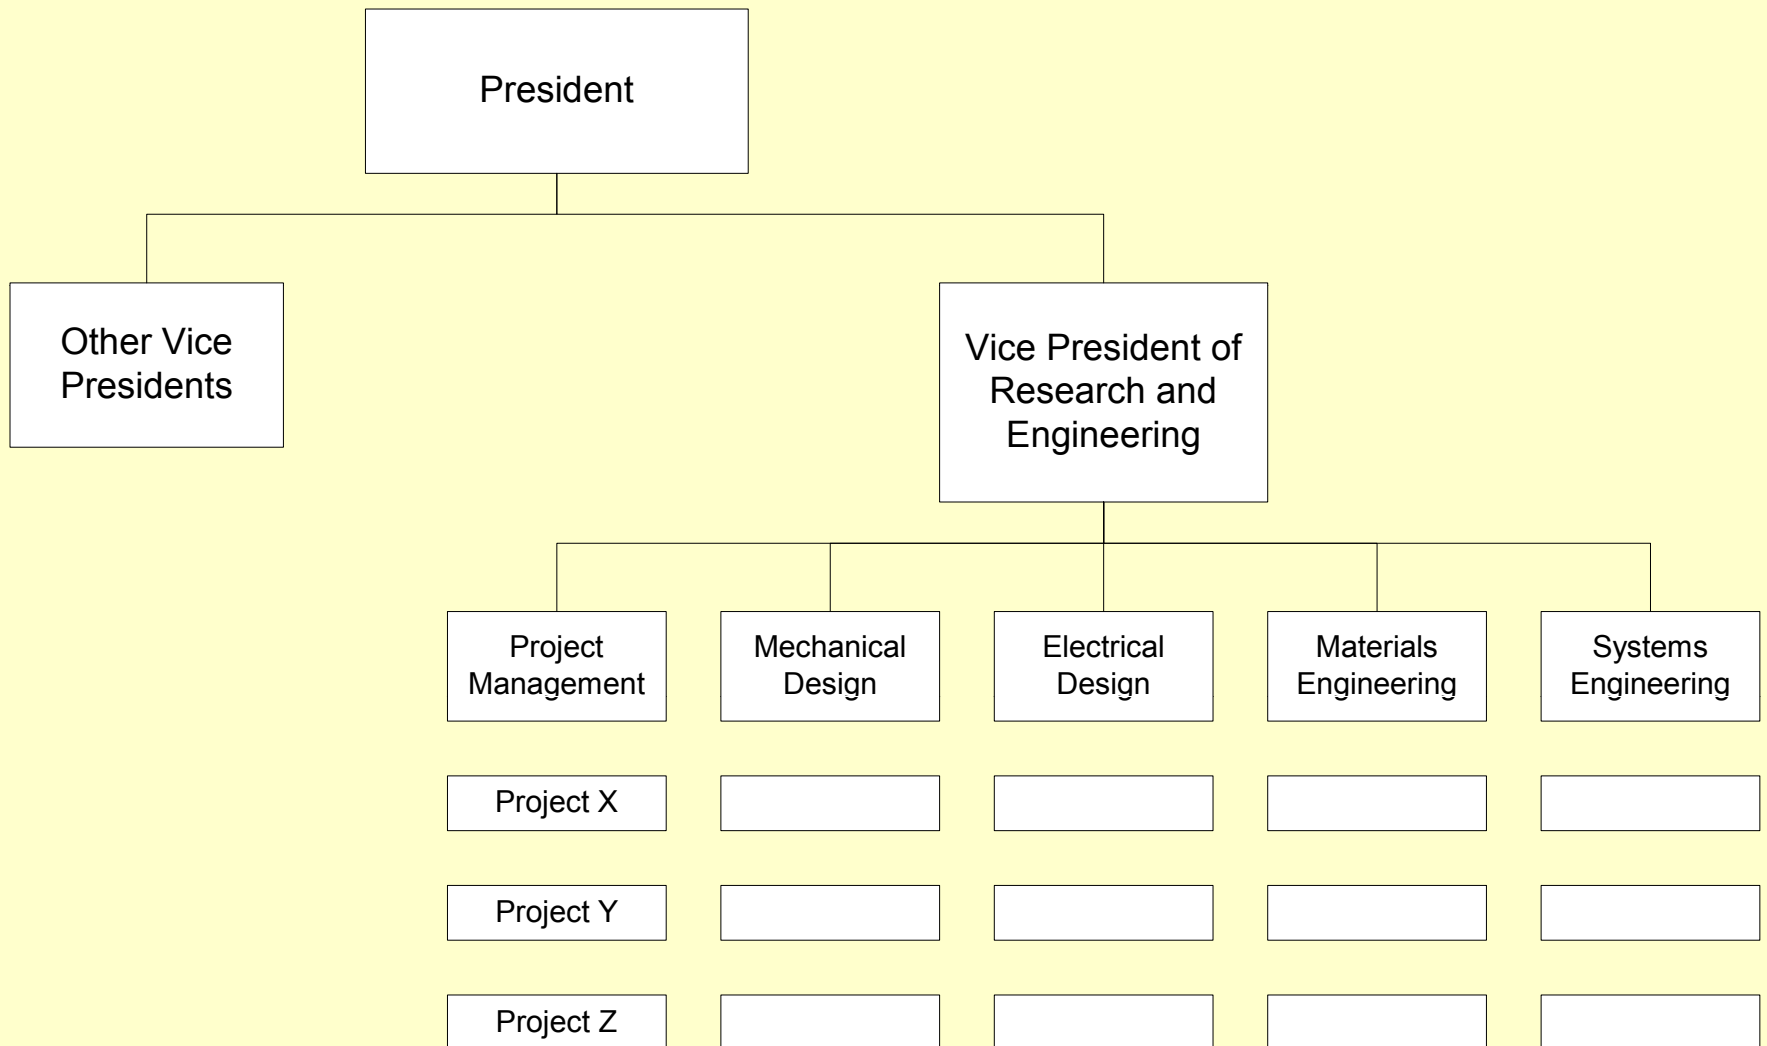 President
Other Vice
Presidents
Vice President of
Research and
Engineering
Project
Management
Mechanical
Design
Electrical
Design
Materials
Engineering
Systems
Engineering
Project X
Project Y
Project Z